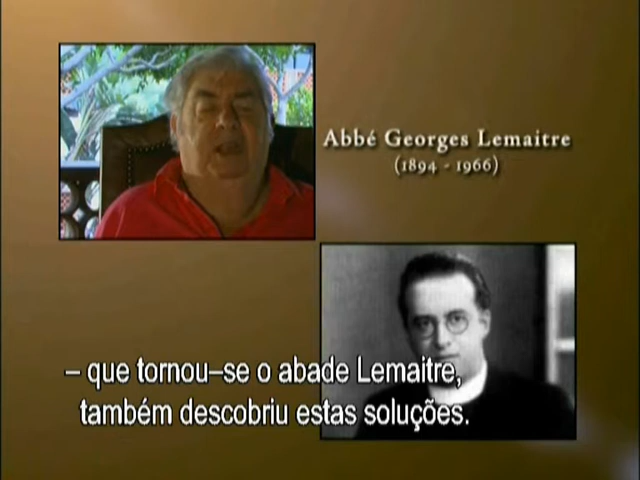 Abbé Georges Lemaitre
(1894 - 1966)
– que tornou–se o abade Lemaitre,
também descobriu estas soluções.